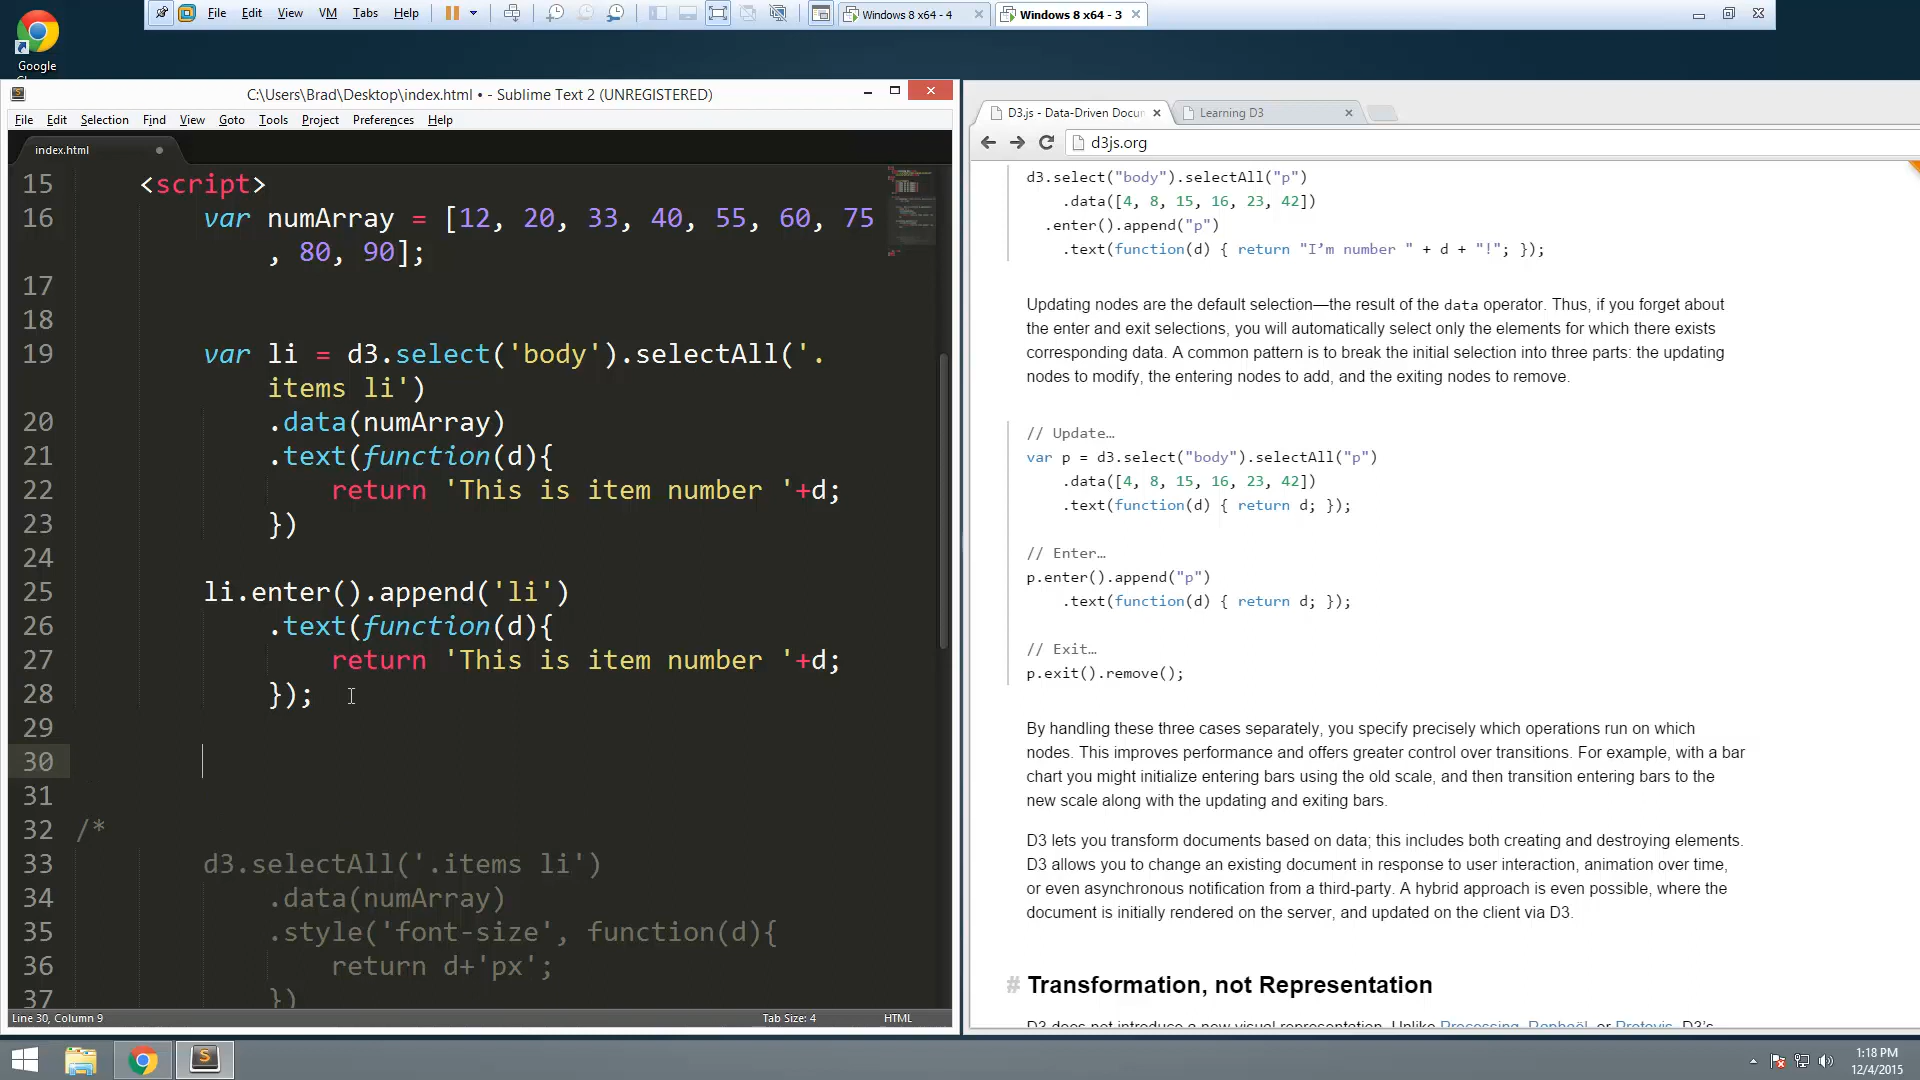 File Edit View VM Tabs Help
Windows 8 x64 - 4
Windows 8 x64 - 3
Google
C:\Users\Brad\Desktop\index.html • - Sublime Text 2 (UNREGISTERED)
File Edit Selection Find View Goto Tools Project Preferences Help
index.html
15 <script>
16 var numArray = [12, 20, 33, 40, 55, 60, 75
, 80, 90];
17
18
19 var li = d3.select('body').selectAll('.
items li')
20 .data(numArray)
21 .text(function(d){
22 return 'This is item number '+d;
23 })
24
25 li.enter().append('li')
26 .text(function(d){
27 return 'This is item number '+d;
28 });
29
30
31
32 /*
33 d3.selectAll('.items li')
34 .data(numArray)
35 .style('font-size', function(d){
36 return d+'px';
37 })
Line 30, Column 9
Tab Size: 4
HTML
D3.js - Data-Driven Docum
Learning D3
d3js.org
d3.select("body").selectAll("p")
.data([4, 8, 15, 16, 23, 42])
.enter().append("p")
.text(function(d) { return "I’m number " + d + "!"; });
Updating nodes are the default selection—the result of the data operator. Thus, if you forget about
the enter and exit selections, you will automatically select only the elements for which there exists
corresponding data. A common pattern is to break the initial selection into three parts: the updating
nodes to modify, the entering nodes to add, and the exiting nodes to remove.
// Update…
var p = d3.select("body").selectAll("p")
.data([4, 8, 15, 16, 23, 42])
.text(function(d) { return d; });
// Enter…
p.enter().append("p")
.text(function(d) { return d; });
// Exit…
p.exit().remove();
By handling these three cases separately, you specify precisely which operations run on which
nodes. This improves performance and offers greater control over transitions. For example, with a bar
chart you might initialize entering bars using the old scale, and then transition entering bars to the
new scale along with the updating and exiting bars.
D3 lets you transform documents based on data; this includes both creating and destroying elements.
D3 allows you to change an existing document in response to user interaction, animation over time,
or even asynchronous notification from a third-party. A hybrid approach is even possible, where the
document is initially rendered on the server, and updated on the client via D3.
# Transformation, not Representation
D3 does not introduce a new visual representation. Unlike Processing, Raphaël, or Protovis, D3’s
1:18 PM
12/4/2015